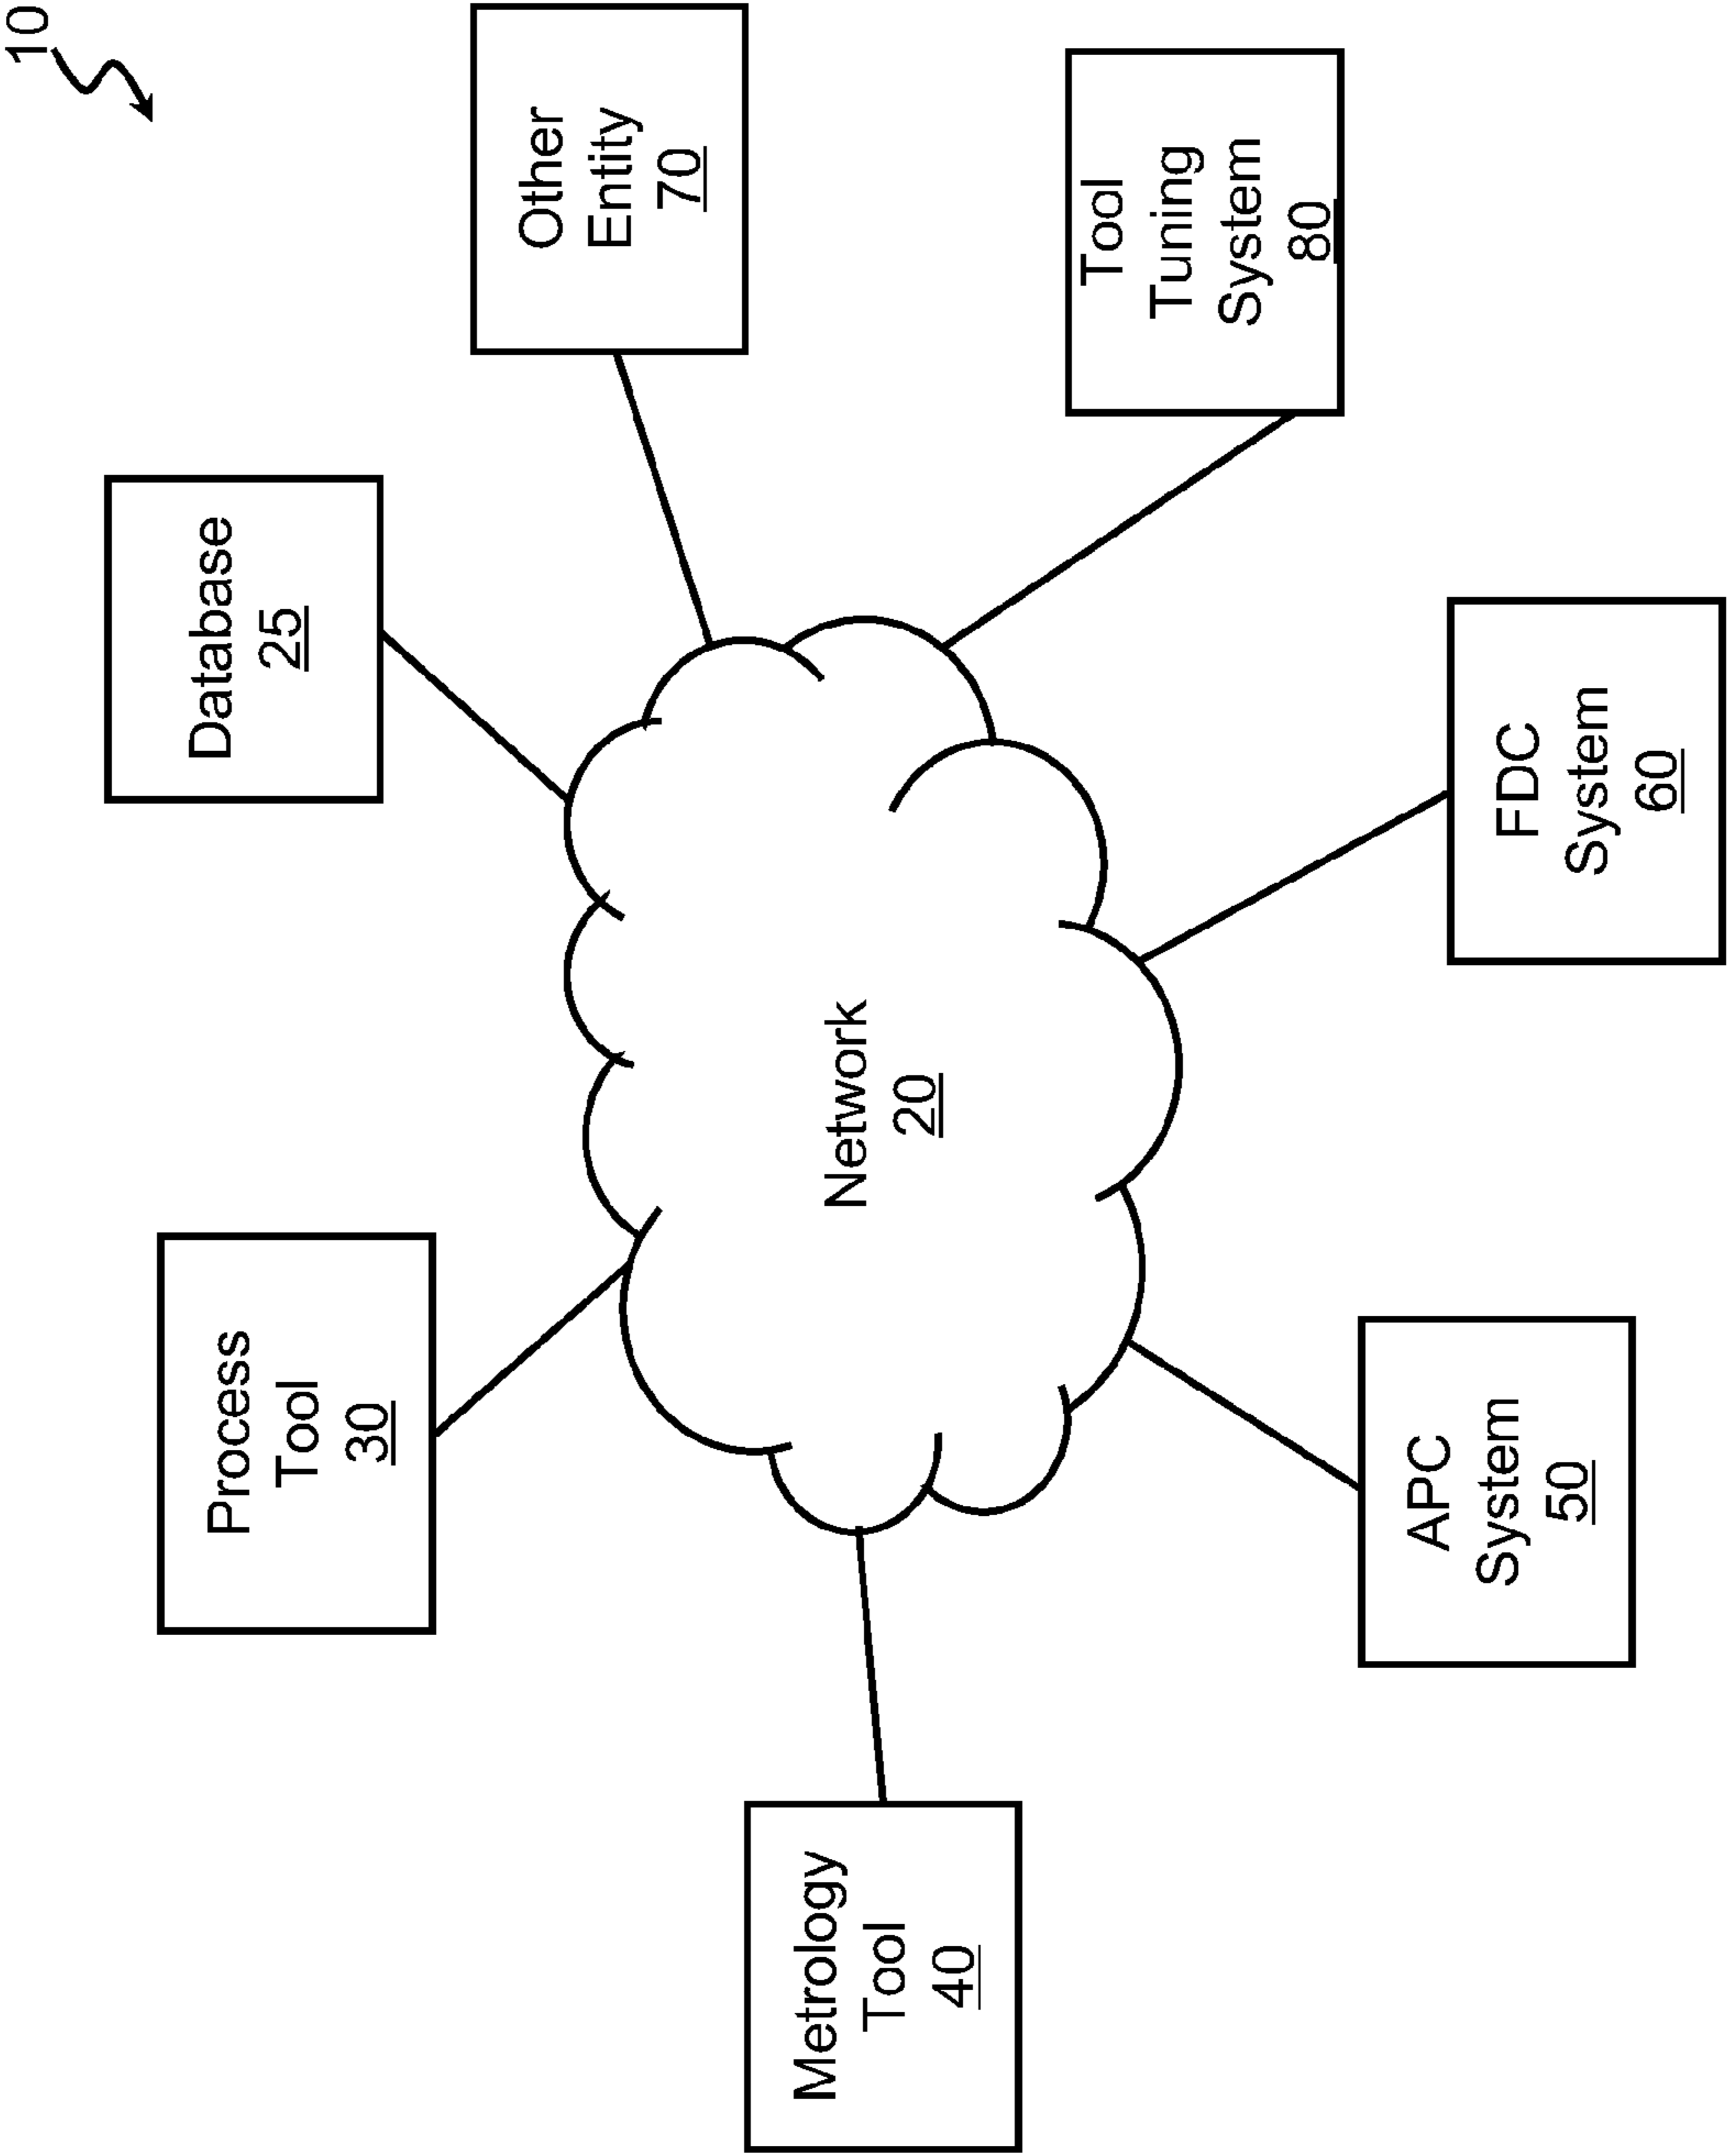 10
Database
25
Process
Tool
30
Other
Entity
70
Metrology
Tool
40
Network
20
Tool
Tuning
System
80
APC
System
50
FDC
System
60